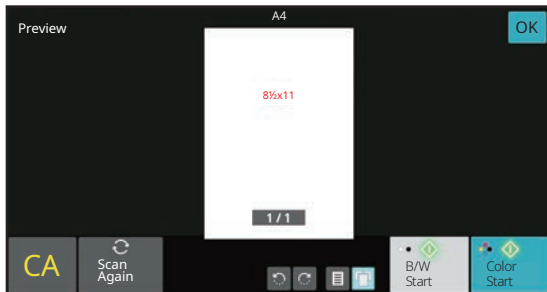 A4
Preview
OK
8½x11
1 / 1
CA
Scan
Again
B/W
Start
Color
Start